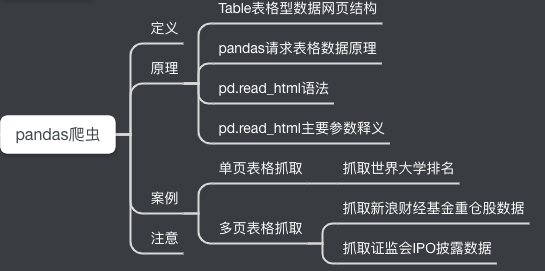 Table表格型数据网页结构
定义
pandas请求表格数据原理
原理
pd.read_html语法
pd.read_html主要参数释义
pandas爬虫
单页表格抓取
抓取世界大学排名
案例
抓取新浪财经基金重仓股数据
多页表格抓取
注意
抓取证监会IPO披露数据